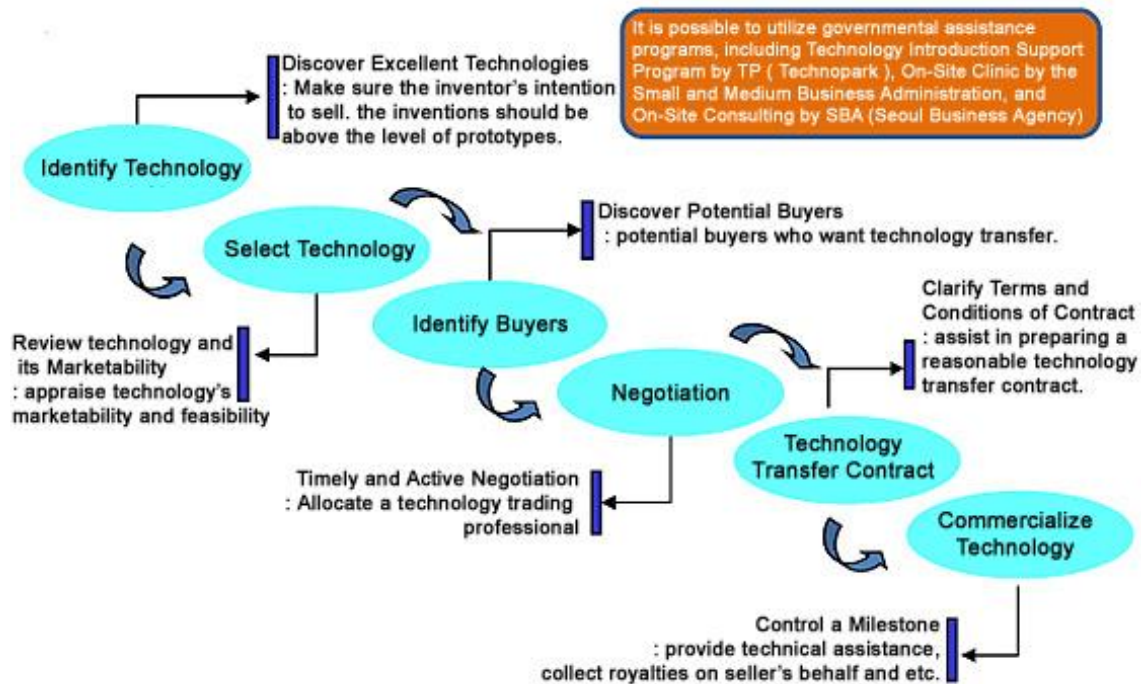 It is possible to utilize governmental assistance
programs, including Technology Introduction Support
Program by TP ( Technopark ), On-Site Clinic by the
Small and Medium Business Administration, and
On-Site Consulting by SBA (Seoul Business Agency)
Discover Excellent Technologies
: Make sure the inventor's intention
to sell. the inventions should be
above the level of prototypes.
Identify Technology
Select Technology
Discover Potential Buyers
: potential buyers who want technology transfer.
Review technology and
its Marketability
: appraise technology's
marketability and feasibility
Identify Buyers
Clarify Terms and
Conditions of Contract
: assist in preparing a
reasonable technology
transfer contract.
Negotiation
Technology
Transfer Contract
Timely and Active Negotiation
: Allocate a technology trading
professional
Commercialize
Technology
Control a Milestone
: provide technical assistance,
collect royalties on seller's behalf and etc.